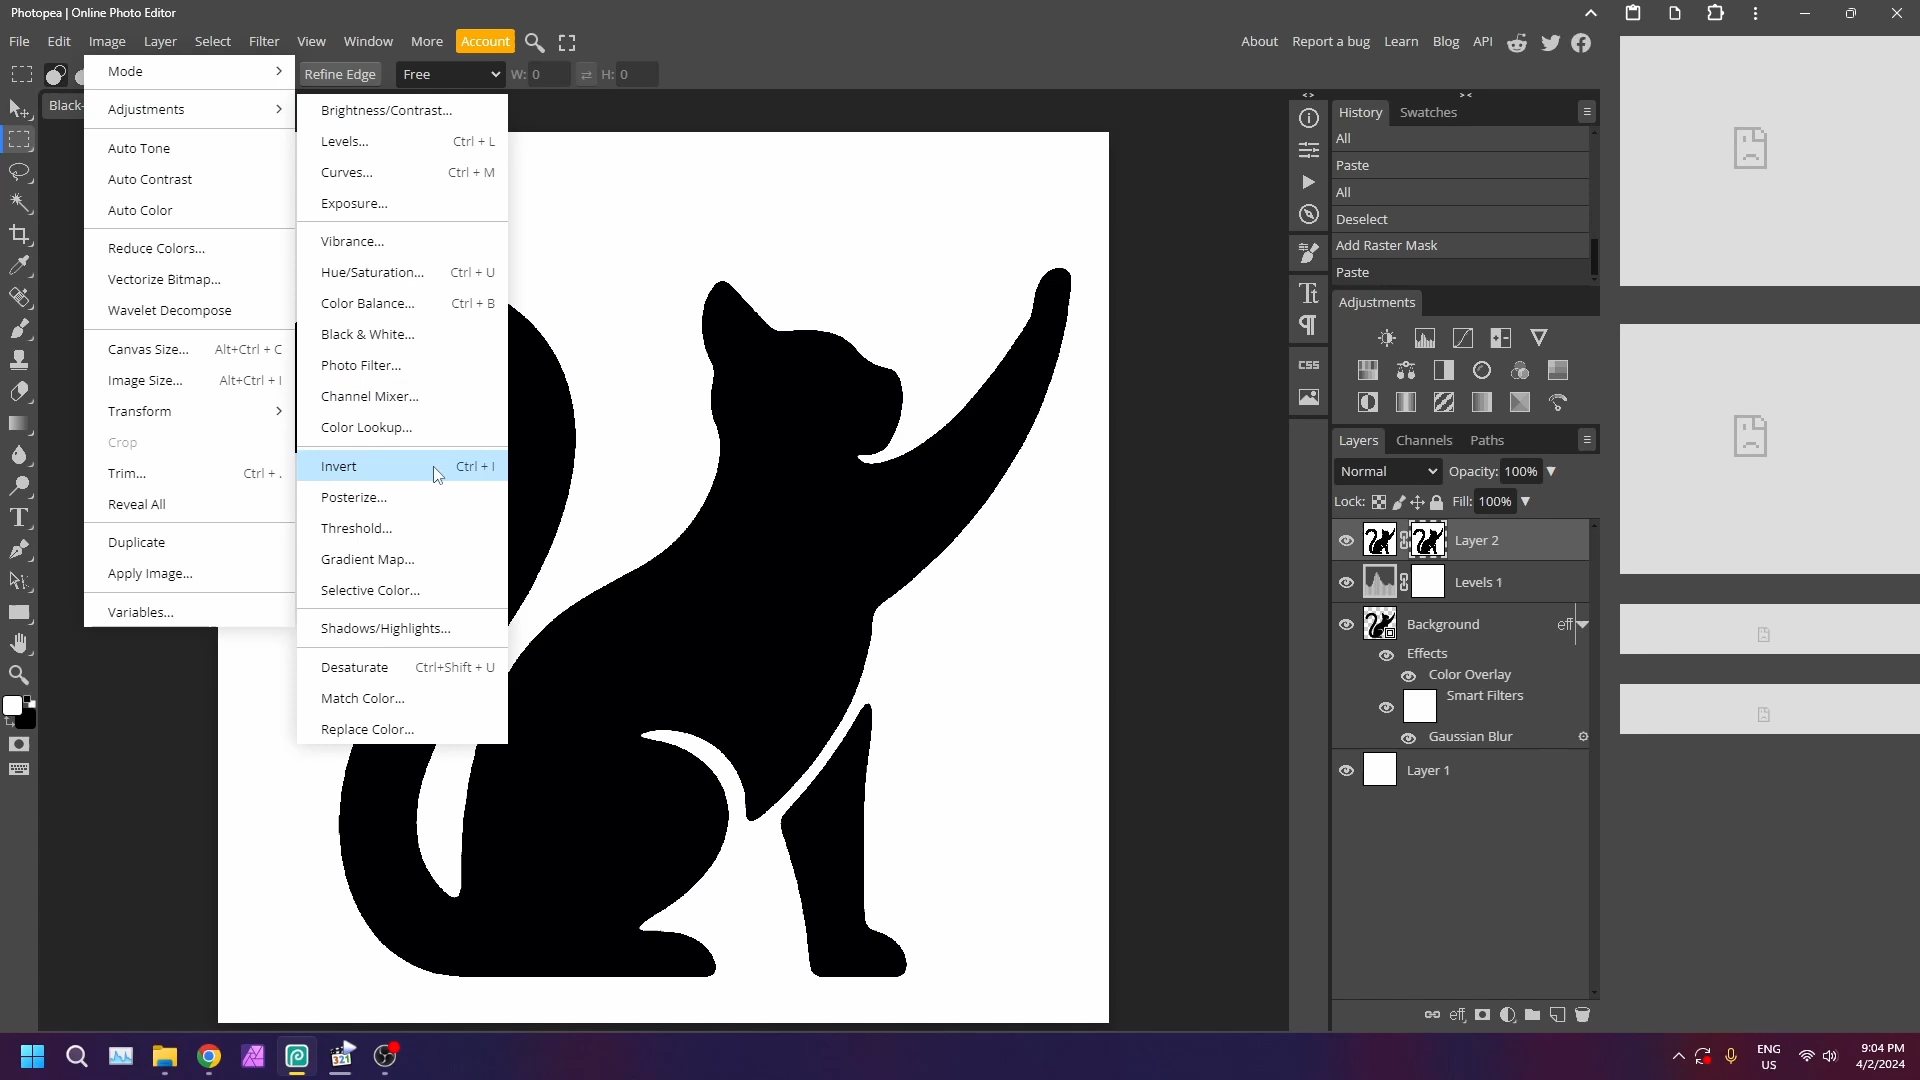 Photopea | Online Photo Editor
File Edit Image Layer Select Filter View Window More Account
About Report a bug Learn Blog API
Refine Edge Free W: 0 H: 0
Black-
Mode
Adjustments
Auto Tone
Auto Contrast
Auto Color
Reduce Colors...
Vectorize Bitmap...
Wavelet Decompose
Canvas Size... Alt+Ctrl + C
Image Size... Alt+Ctrl + I
Transform
Crop
Trim... Ctrl + .
Reveal All
Duplicate
Apply Image...
Variables...
Brightness/Contrast...
Levels... Ctrl + L
Curves... Ctrl + M
Exposure...
Vibrance...
Hue/Saturation... Ctrl + U
Color Balance... Ctrl + B
Black & White...
Photo Filter...
Channel Mixer...
Color Lookup...
Invert Ctrl + I
Posterize...
Threshold...
Gradient Map...
Selective Color...
Shadows/Highlights...
Desaturate Ctrl+Shift + U
Match Color...
Replace Color...
CSS
History Swatches
All
Paste
All
Deselect
Add Raster Mask
Paste
Adjustments
Layers Channels Paths
Normal Opacity: 100%
Lock: Fill: 100%
Layer 2
Levels 1
Background eff
Effects
Color Overlay
Smart Filters
Gaussian Blur
Layer 1
eff
321
ENG
US
9:04 PM
4/2/2024